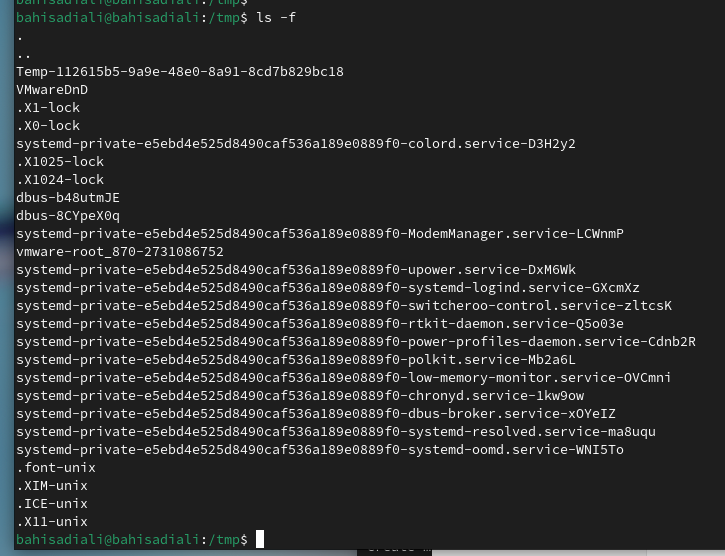 bahisadiali@bahisadiali:/tmp$
bahisadiali@bahisadiali:/tmp$ ls -f
.
..
Temp-112615b5-9a9e-48e0-8a91-8cd7b829bc18
VMwareDnD
.X1-lock
.X0-lock
systemd-private-e5ebd4e525d8490caf536a189e0889f0-colord.service-D3H2y2
.X1025-lock
.X1024-lock
dbus-b48utmJE
dbus-8CYpeX0q
systemd-private-e5ebd4e525d8490caf536a189e0889f0-ModemManager.service-LCWnmP
vmware-root_870-2731086752
systemd-private-e5ebd4e525d8490caf536a189e0889f0-upower.service-DxM6Wk
systemd-private-e5ebd4e525d8490caf536a189e0889f0-systemd-logind.service-GXcmXz
systemd-private-e5ebd4e525d8490caf536a189e0889f0-switcheroo-control.service-zltcsK
systemd-private-e5ebd4e525d8490caf536a189e0889f0-rtkit-daemon.service-Q5o03e
systemd-private-e5ebd4e525d8490caf536a189e0889f0-power-profiles-daemon.service-Cdnb2R
systemd-private-e5ebd4e525d8490caf536a189e0889f0-polkit.service-Mb2a6L
systemd-private-e5ebd4e525d8490caf536a189e0889f0-low-memory-monitor.service-OVCmni
systemd-private-e5ebd4e525d8490caf536a189e0889f0-chronyd.service-1kw9ow
systemd-private-e5ebd4e525d8490caf536a189e0889f0-dbus-broker.service-xOYeIZ
systemd-private-e5ebd4e525d8490caf536a189e0889f0-systemd-resolved.service-ma8uqu
systemd-private-e5ebd4e525d8490caf536a189e0889f0-systemd-oomd.service-WNI5To
.font-unix
.XIM-unix
.ICE-unix
.X11-unix
bahisadiali@bahisadiali:/tmp$